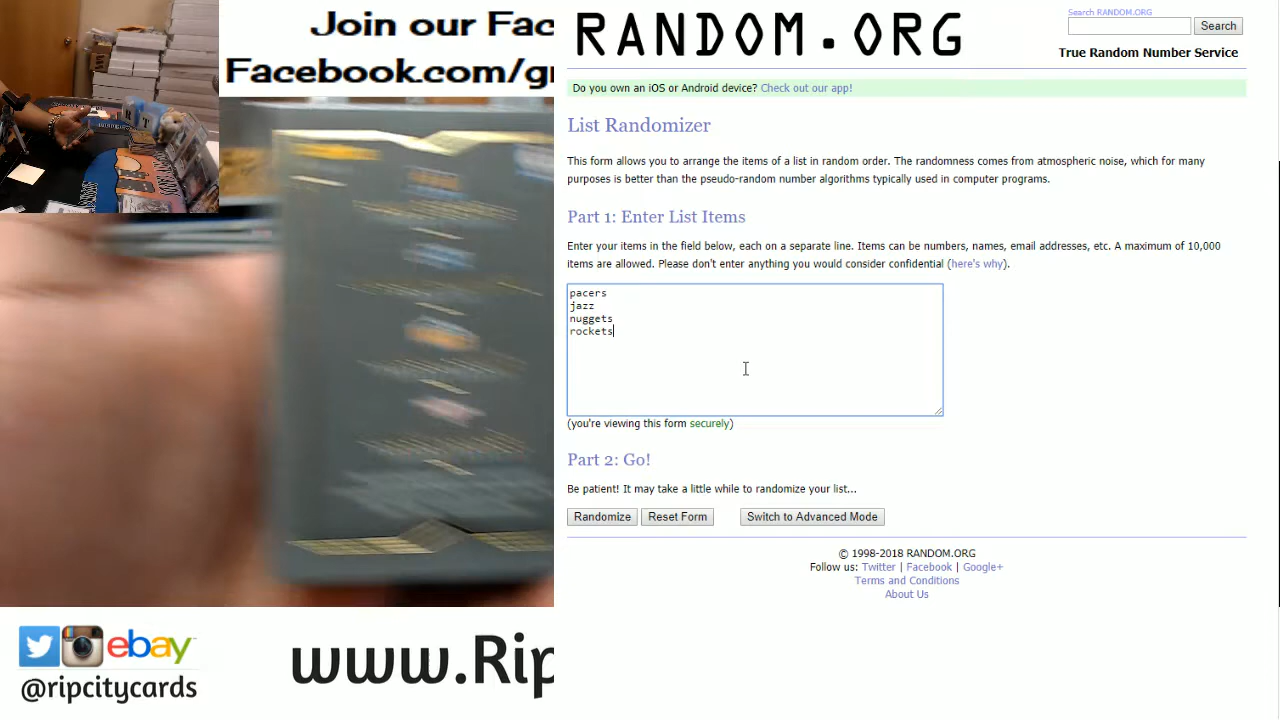 Join our Fac
Facebook.com/gr
RANDOM.ORG
Search RANDOM.ORG
Search
True Random Number Service
Do you own an iOS or Android device? Check out our app!
List Randomizer
This form allows you to arrange the items of a list in random order. The randomness comes from atmospheric noise, which for many
purposes is better than the pseudo-random number algorithms typically used in computer programs.
Part 1: Enter List Items
Enter your items in the field below, each on a separate line. Items can be numbers, names, email addresses, etc. A maximum of 10,000
items are allowed. Please don't enter anything you would consider confidential (here's why).
pacers
jazz
nuggets
rockets
(you're viewing this form securely)
Part 2: Go!
Be patient! It may take a little while to randomize your list...
Randomize
Reset Form
Switch to Advanced Mode
© 1998-2018 RANDOM.ORG
Follow us: Twitter | Facebook | Google+
Terms and Conditions
About Us
ebay
@ripcitycards
www.Rip